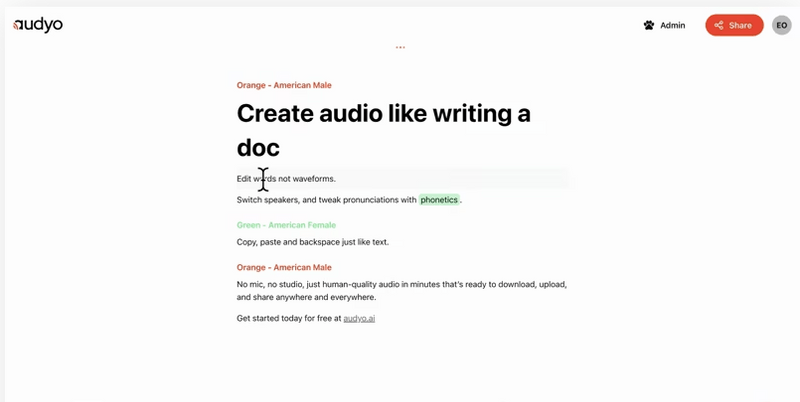 audyo
Admin
Share
EO
Orange - American Male
Create audio like writing a
doc
Edit words not waveforms.
Switch speakers, and tweak pronunciations with phonetics.
Green - American Female
Copy, paste and backspace just like text.
Orange - American Male
No mic, no studio, just human-quality audio in minutes that's ready to download, upload,
and share anywhere and everywhere.
Get started today for free at audyo.ai